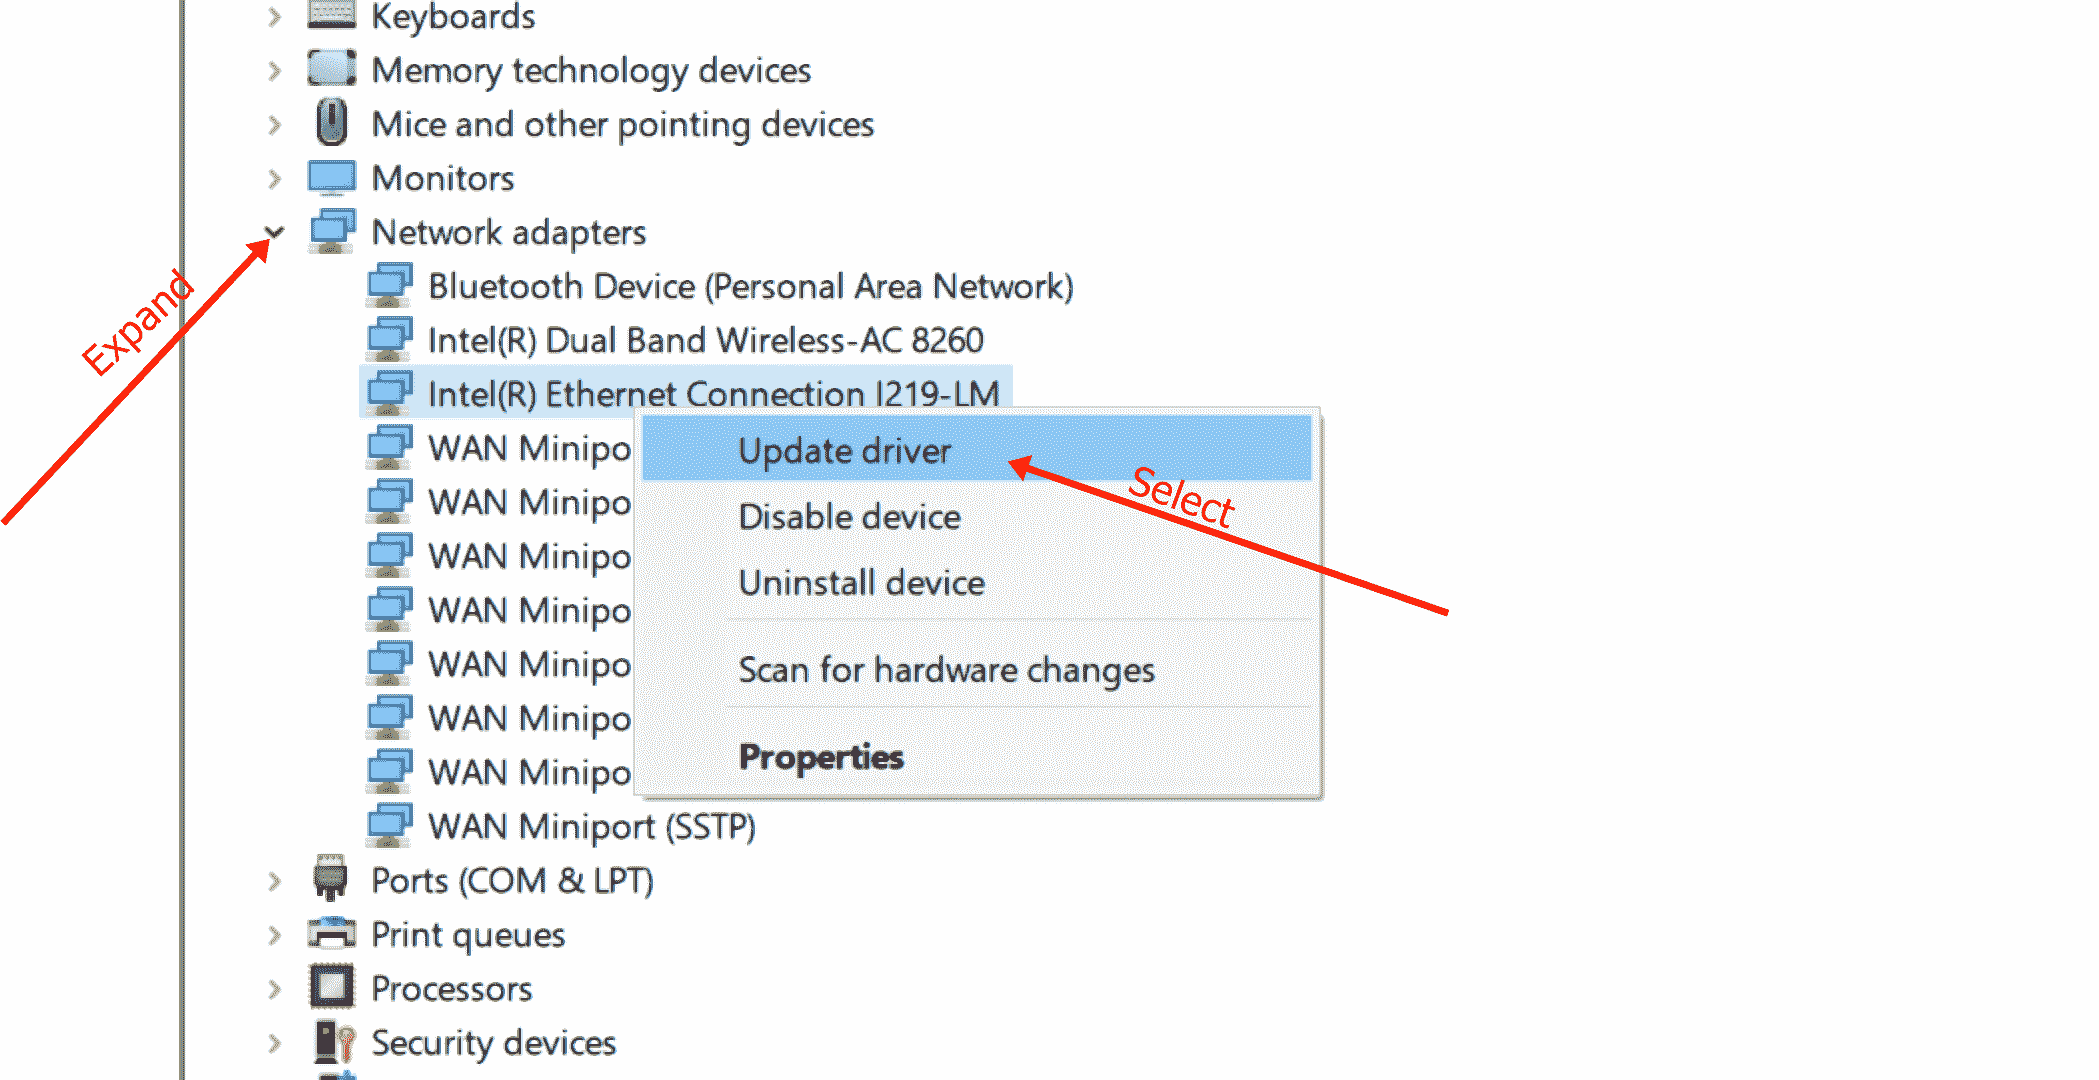 Keyboards
Memory technology devices
Mice and other pointing devices
Monitors
Network adapters
Expand
Bluetooth Device (Personal Area Network)
Intel(R) Dual Band Wireless-AC 8260
Intel(R) Ethernet Connection I219-LM
WAN Minipo
Update driver
Select
WAN Minipo
Disable device
WAN Minipo
Uninstall device
WAN Minipo
WAN Minipo
Scan for hardware changes
WAN Minipo
WAN Minipo
Properties
WAN Miniport (SSTP)
Ports (COM & LPT)
Print queues
Processors
Security devices